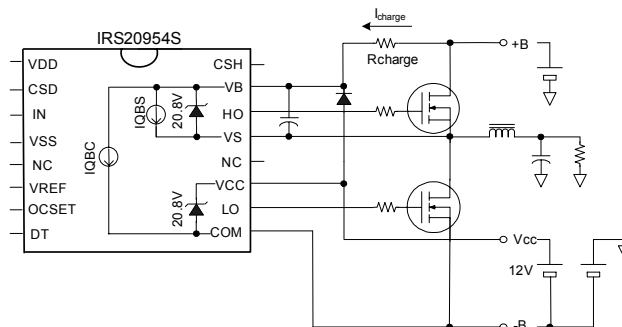 IRS20954S
Icharge
Rcharge
+B
VDD
CSD
IN
VSS
NC
VREF
OCSET
DT
CSH
VB
HO
VS
NC
VCC
LO
COM
IQBC
IQBS
20.8V
20.8V
Vcc
12V
-B